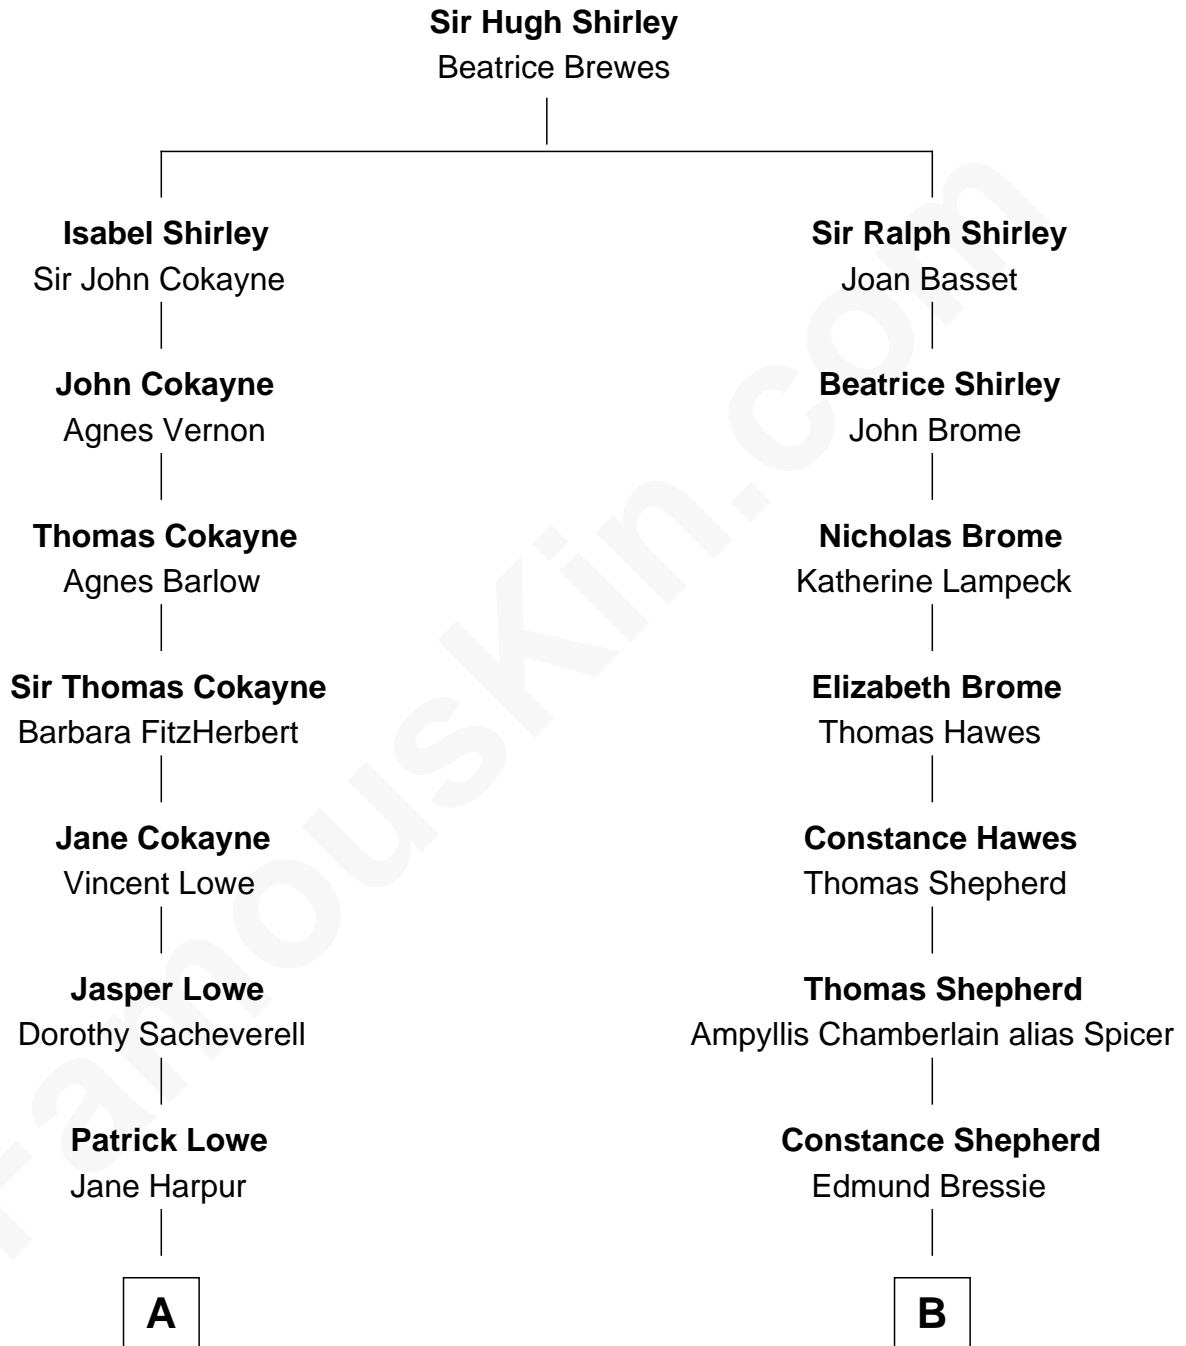 Sir Hugh Shirley
Beatrice Brewes
Isabel Shirley
Sir John Cokayne
Sir Ralph Shirley
Joan Basset
John Cokayne
Agnes Vernon
Beatrice Shirley
John Brome
Thomas Cokayne
Agnes Barlow
Nicholas Brome
Katherine Lampeck
Sir Thomas Cokayne
Barbara FitzHerbert
Elizabeth Brome
Thomas Hawes
Jane Cokayne
Vincent Lowe
Constance Hawes
Thomas Shepherd
Jasper Lowe
Dorothy Sacheverell
Thomas Shepherd
Ampyllis Chamberlain alias Spicer
Patrick Lowe
Jane Harpur
Constance Shepherd
Edmund Bressie
A
B
FamousKin.com